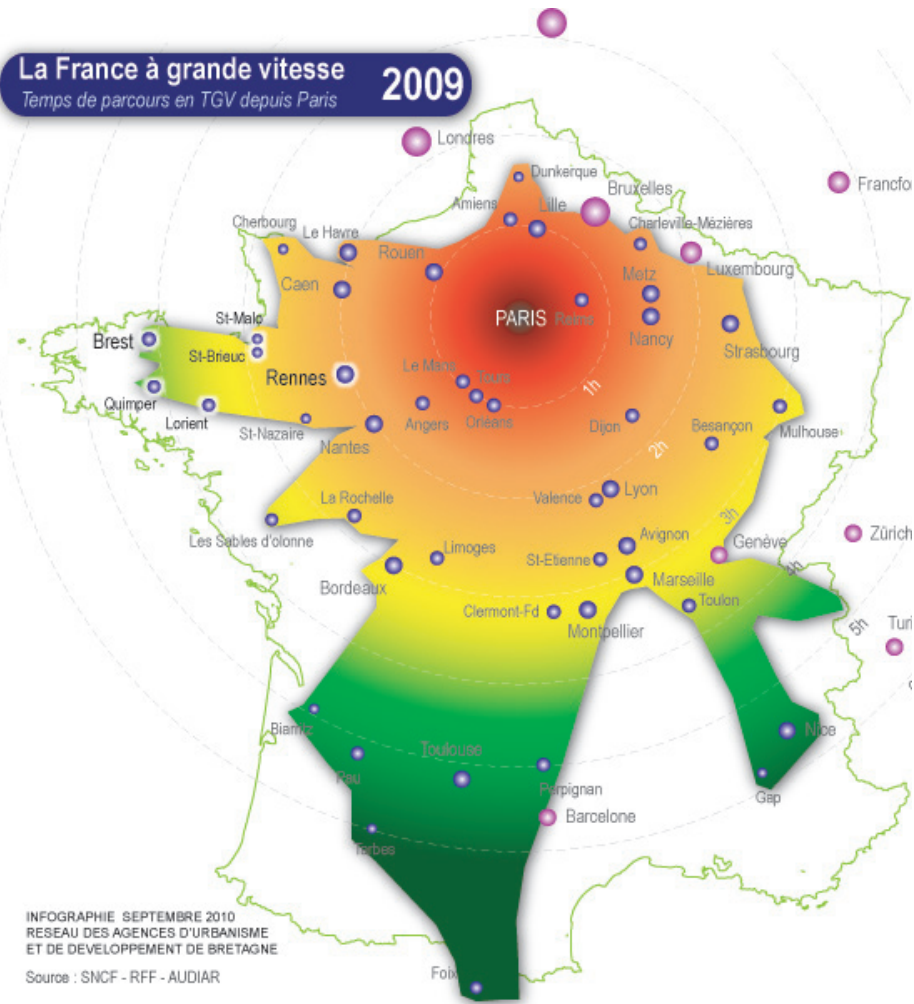 La France à grande vitesse 2009
Temps de parcours en TGV depuis Paris
Londres
Dunkerque
Bruxelles
Francfor
Amiens
Lille
Cherbourg
Le Havre
Charleville-Mézières
Rouen
Luxembourg
Caen
Metz
St-Malo
PARIS
Reims
Brest
Nancy
St-Brieuc
Strasbourg
Rennes
Le Mans
Tours
1h
Quimper
Lorient
St-Nazaire
Angers
Orléans
Dijon
Besançon
Mulhouse
Nantes
2h
Lyon
La Rochelle
Valence
3h
Les Sables d'olonne
Avignon
Genève
Zürich
Limoges
St-Etienne
4h
Bordeaux
Marseille
Toulon
Clermont-Fd
Montpellier
5h
Turi
Biarritz
Nice
Toulouse
Pau
Perpignan
Gap
Barcelone
Tarbes
INFOGRAPHIE SEPTEMBRE 2010
RESEAU DES AGENCES D'URBANISME
ET DE DEVELOPPEMENT DE BRETAGNE
Source : SNCF - RFF - AUDIAR
Foix